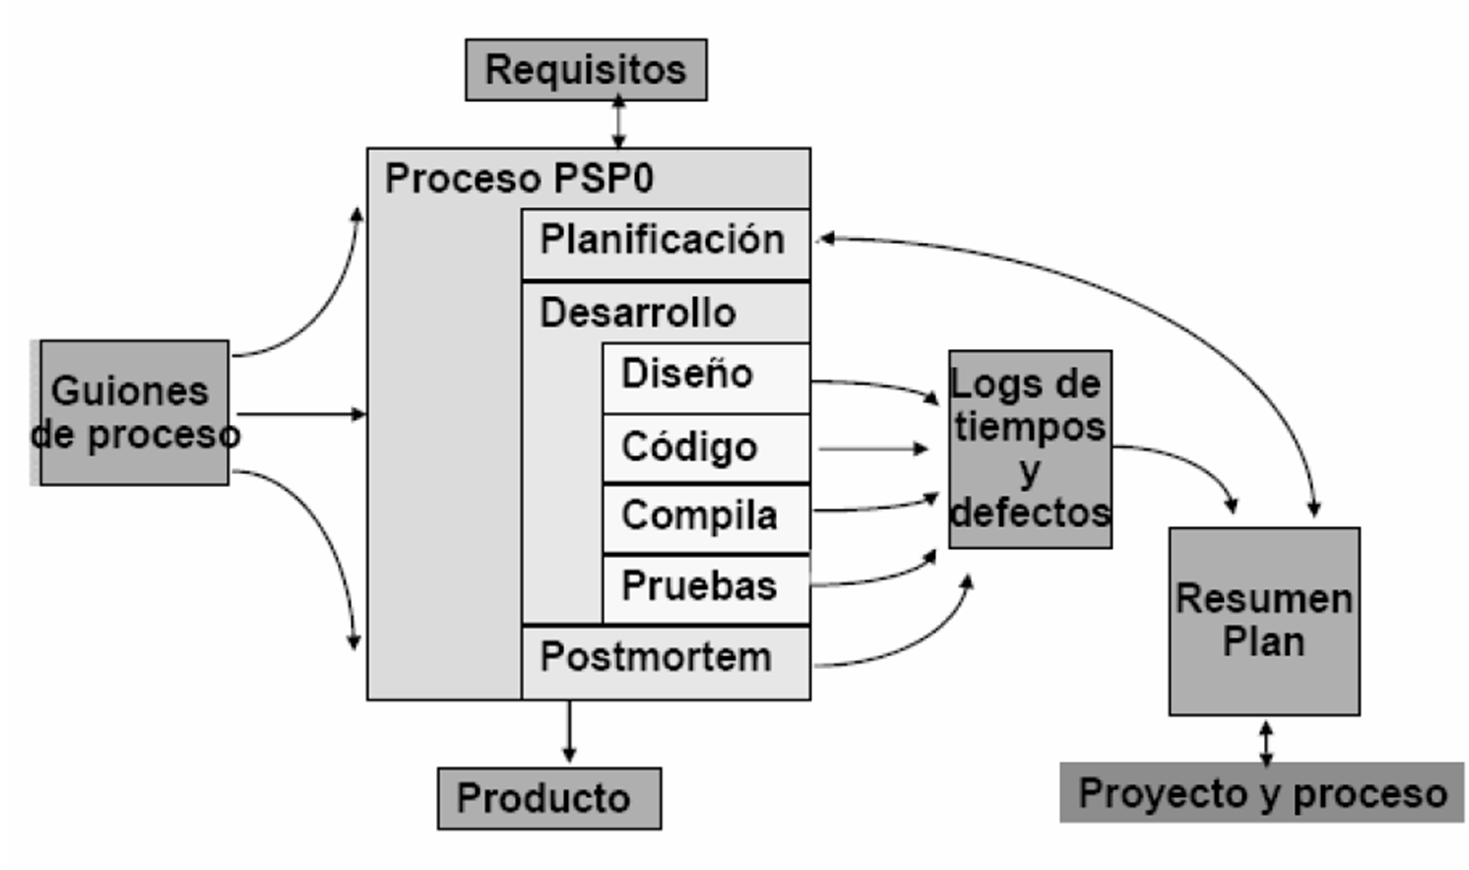 Requisitos
Proceso PSP0
Planificación
Desarrollo
Diseño
Código
Compila
Pruebas
Postmortem
Guiones
de proceso
Logs de
tiempos
y
defectos
Resumen
Plan
Producto
Proyecto y proceso